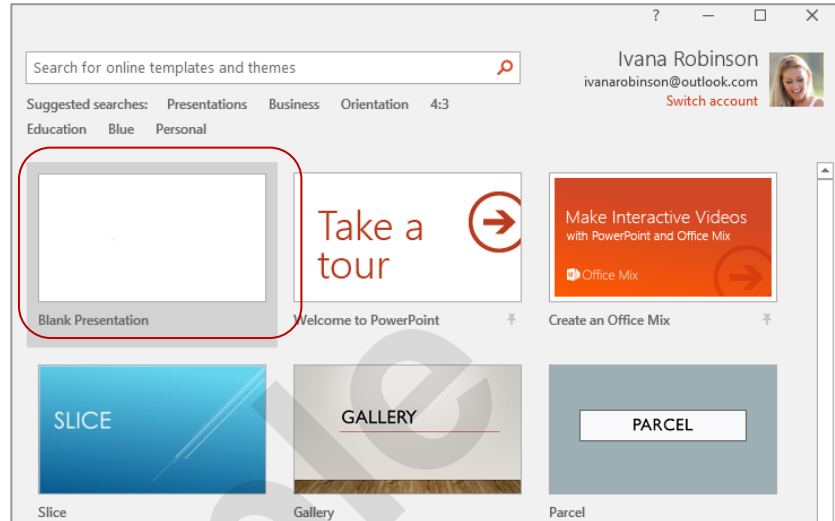 ?
Search for online templates and themes
Ivana Robinson
ivanarobinson@outlook.com
Switch account
Suggested searches: Presentations Business Orientation 4:3
Education Blue Personal
Take a
tour
Make Interactive Videos
with PowerPoint and Office Mix
Office Mix
Blank Presentation
Welcome to PowerPoint
Create an Office Mix
SLICE
GALLERY
PARCEL
Slice
Gallery
Parcel